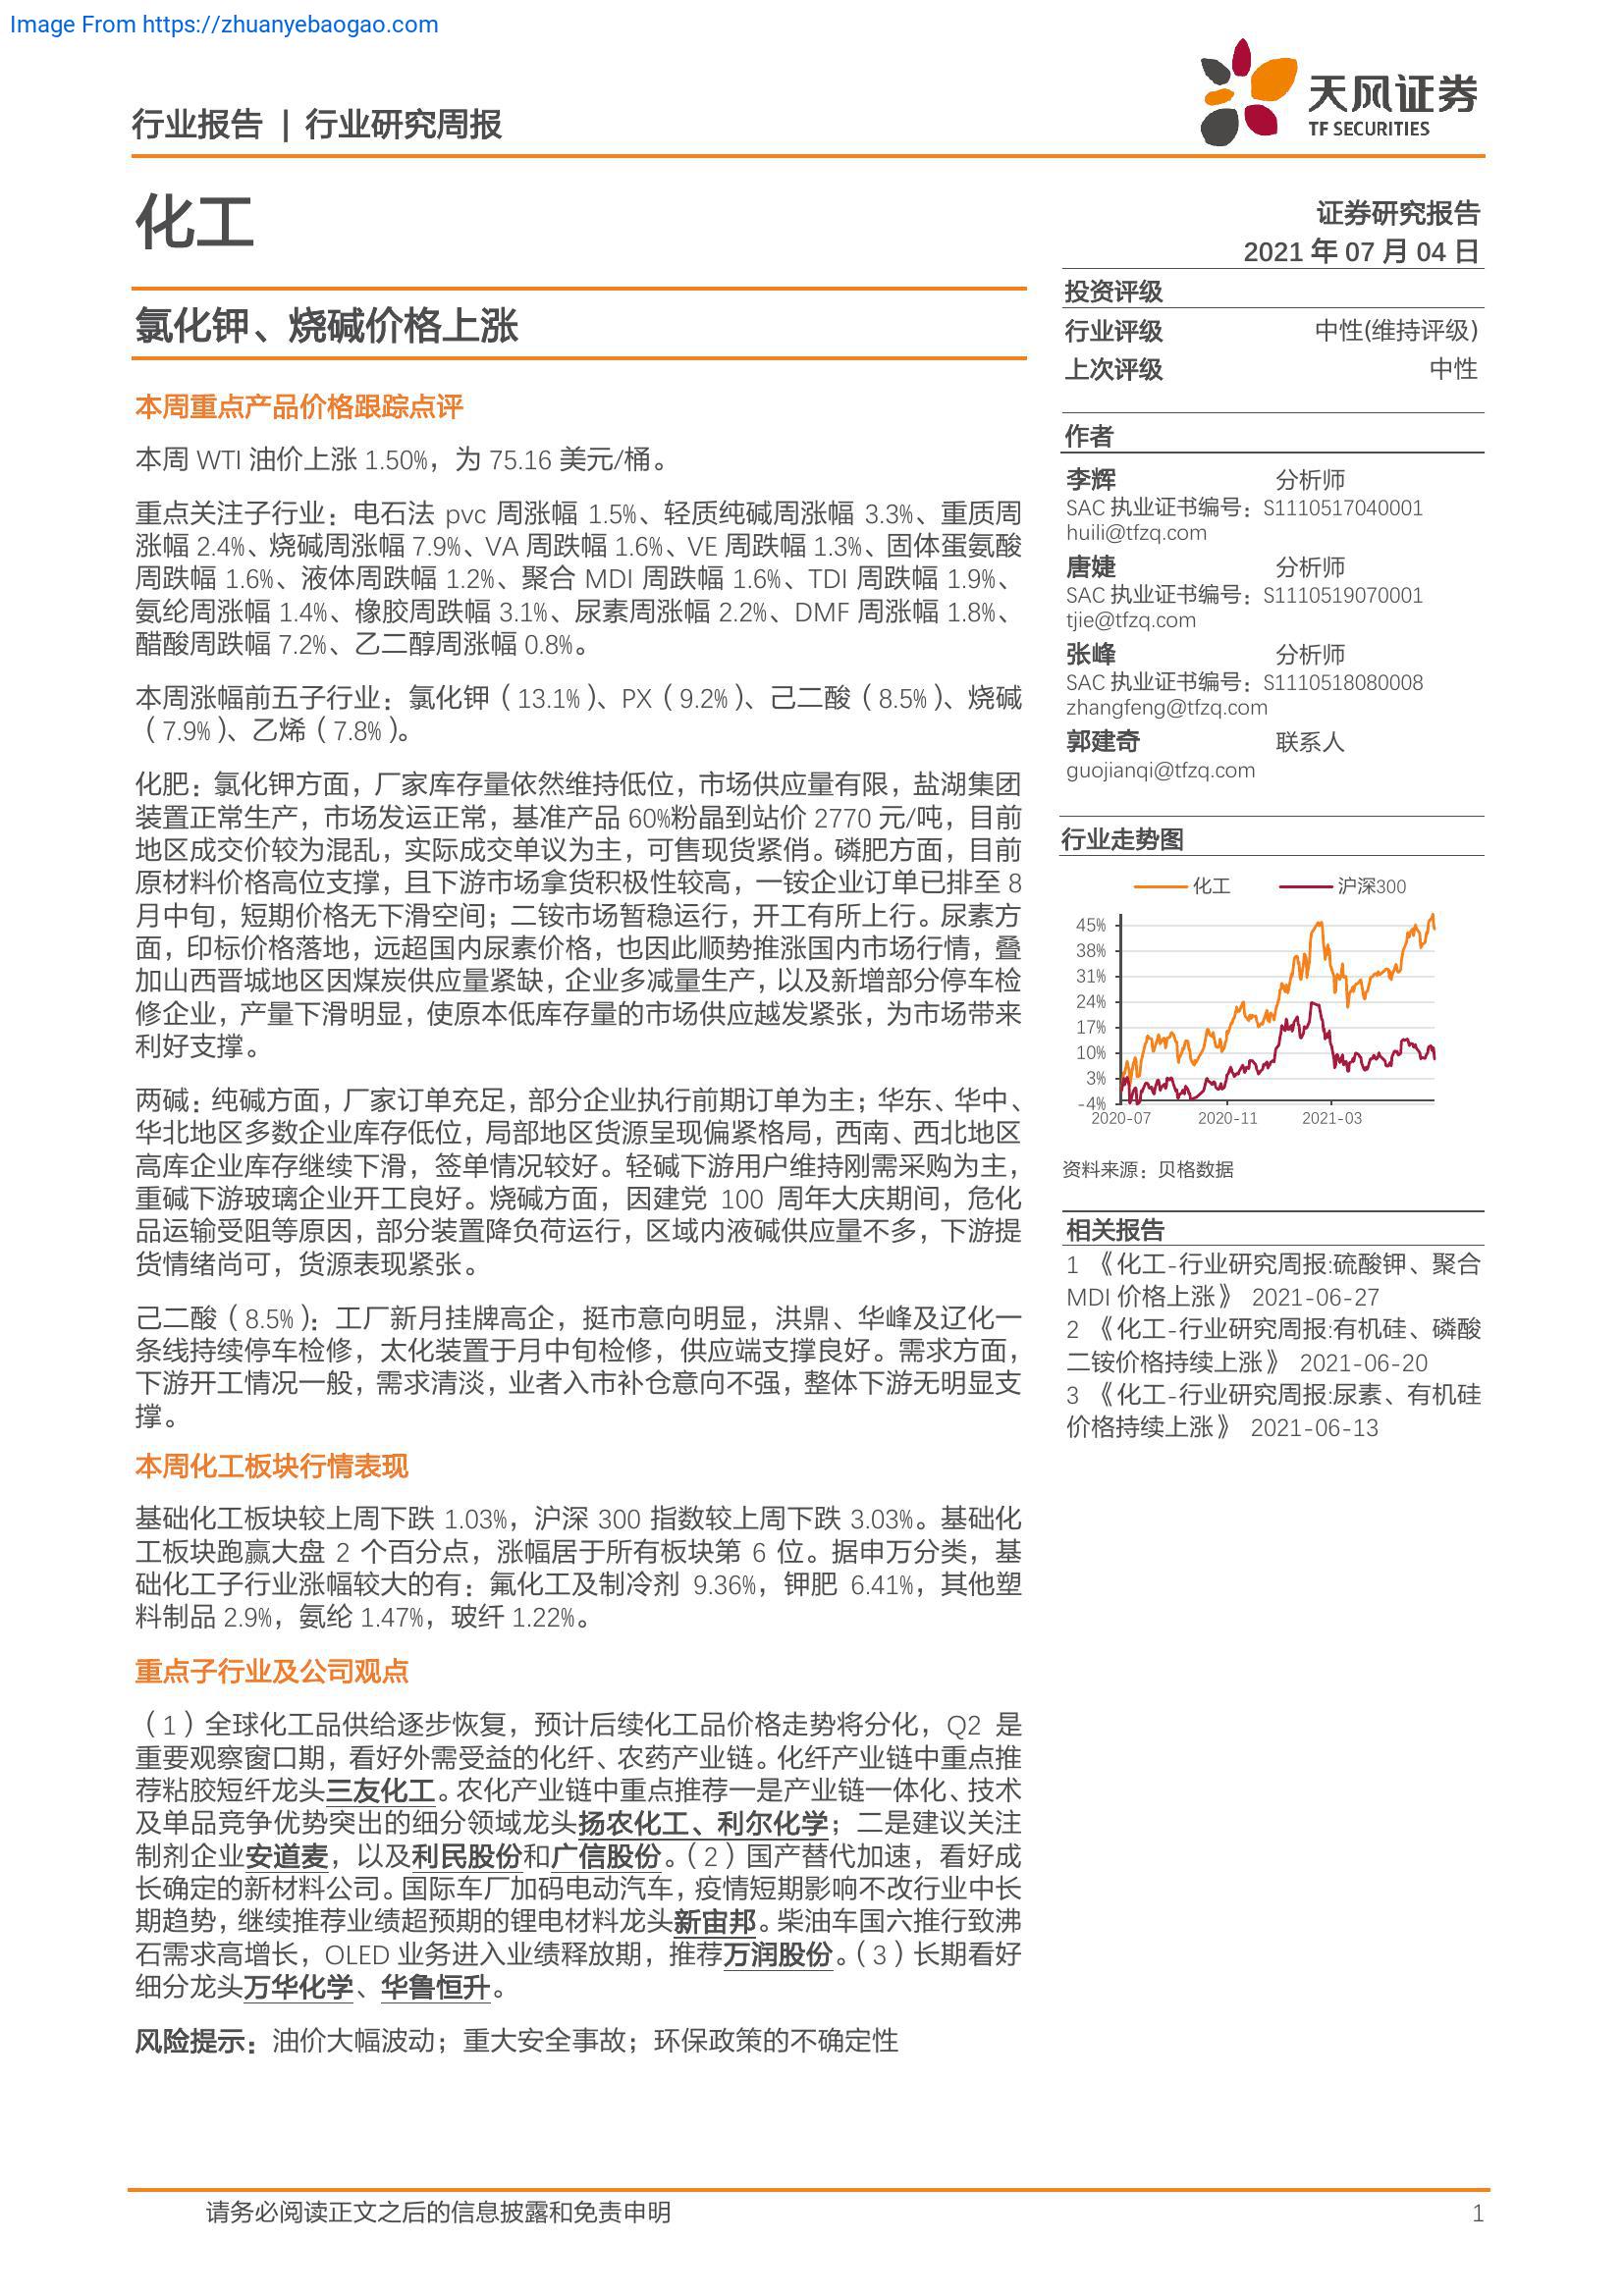 Image From https://zhuanyebaogao.com
行业报告 | 行业研究周报
天风证券
TF SECURITIES
化工
证券研究报告
2021 年 07 月 04 日
氯化钾、烧碱价格上涨
本周重点产品价格跟踪点评
本周 WTI 油价上涨 1.50%，为 75.16 美元/桶。
重点关注子行业：电石法 pvc 周涨幅 1.5%、轻质纯碱周涨幅 3.3%、重质周
涨幅 2.4%、烧碱周涨幅 7.9%、VA 周跌幅 1.6%、VE 周跌幅 1.3%、固体蛋氨酸
周跌幅 1.6%、液体周跌幅 1.2%、聚合 MDI 周跌幅 1.6%、TDI 周跌幅 1.9%、
氨纶周涨幅 1.4%、橡胶周跌幅 3.1%、尿素周涨幅 2.2%、DMF 周涨幅 1.8%、
醋酸周跌幅 7.2%、乙二醇周涨幅 0.8%。
本周涨幅前五子行业：氯化钾（13.1%）、PX（9.2%）、己二酸（8.5%）、烧碱
（7.9%）、乙烯（7.8%）。
化肥：氯化钾方面，厂家库存量依然维持低位，市场供应量有限，盐湖集团
装置正常生产，市场发运正常，基准产品 60%粉晶到站价 2770 元/吨，目前
地区成交价较为混乱，实际成交单议为主，可售现货紧俏。磷肥方面，目前
原材料价格高位支撑，且下游市场拿货积极性较高，一铵企业订单已排至 8
月中旬，短期价格无下滑空间；二铵市场暂稳运行，开工有所上行。尿素方
面，印标价格落地，远超国内尿素价格，也因此顺势推涨国内市场行情，叠
加山西晋城地区因煤炭供应量紧缺，企业多减量生产，以及新增部分停车检
修企业，产量下滑明显，使原本低库存量的市场供应越发紧张，为市场带来
利好支撑。
两碱：纯碱方面，厂家订单充足，部分企业执行前期订单为主；华东、华中、
华北地区多数企业库存低位，局部地区货源呈现偏紧格局，西南、西北地区
高库企业库存继续下滑，签单情况较好。轻碱下游用户维持刚需采购为主，
重碱下游玻璃企业开工良好。烧碱方面，因建党 100 周年大庆期间，危化
品运输受阻等原因，部分装置降负荷运行，区域内液碱供应量不多，下游提
货情绪尚可，货源表现紧张。
己二酸（8.5%）：工厂新月挂牌高企，挺市意向明显，洪鼎、华峰及辽化一
条线持续停车检修，太化装置于月中旬检修，供应端支撑良好。需求方面，
下游开工情况一般，需求清淡，业者入市补仓意向不强，整体下游无明显支
撑。
本周化工板块行情表现
基础化工板块较上周下跌 1.03%，沪深 300 指数较上周下跌 3.03%。基础化
工板块跑赢大盘 2 个百分点，涨幅居于所有板块第 6 位。据申万分类，基
础化工子行业涨幅较大的有：氟化工及制冷剂 9.36%，钾肥 6.41%，其他塑
料制品 2.9%，氨纶 1.47%，玻纤 1.22%。
重点子行业及公司观点
（1）全球化工品供给逐步恢复，预计后续化工品价格走势将分化，Q2 是
重要观察窗口期，看好外需受益的化纤、农药产业链。化纤产业链中重点推
荐粘胶短纤龙头三友化工。农化产业链中重点推荐一是产业链一体化、技术
及单品竞争优势突出的细分领域龙头扬农化工、利尔化学；二是建议关注
制剂企业安道麦，以及利民股份和广信股份。（2）国产替代加速，看好成
长确定的新材料公司。国际车厂加码电动汽车，疫情短期影响不改行业中长
期趋势，继续推荐业绩超预期的锂电材料龙头新宙邦。柴油车国六推行致沸
石需求高增长，OLED 业务进入业绩释放期，推荐万润股份。（3）长期看好
细分龙头万华化学、华鲁恒升。
风险提示：油价大幅波动；重大安全事故；环保政策的不确定性
投资评级
行业评级 中性(维持评级)
上次评级 中性
作者
李辉 分析师
SAC 执业证书编号：S1110517040001
huili@tfzq.com
唐婕 分析师
SAC 执业证书编号：S1110519070001
tjie@tfzq.com
张峰 分析师
SAC 执业证书编号：S1110518080008
zhangfeng@tfzq.com
郭建奇 联系人
guojianqi@tfzq.com
行业走势图
化工 沪深300
45%
38%
31%
24%
17%
10%
3%
-4%
2020-07 2020-11 2021-03
资料来源：贝格数据
相关报告
1 《化工-行业研究周报:硫酸钾、聚合
MDI 价格上涨》 2021-06-27
2 《化工-行业研究周报:有机硅、磷酸
二铵价格持续上涨》 2021-06-20
3 《化工-行业研究周报:尿素、有机硅
价格持续上涨》 2021-06-13
请务必阅读正文之后的信息披露和免责申明 1